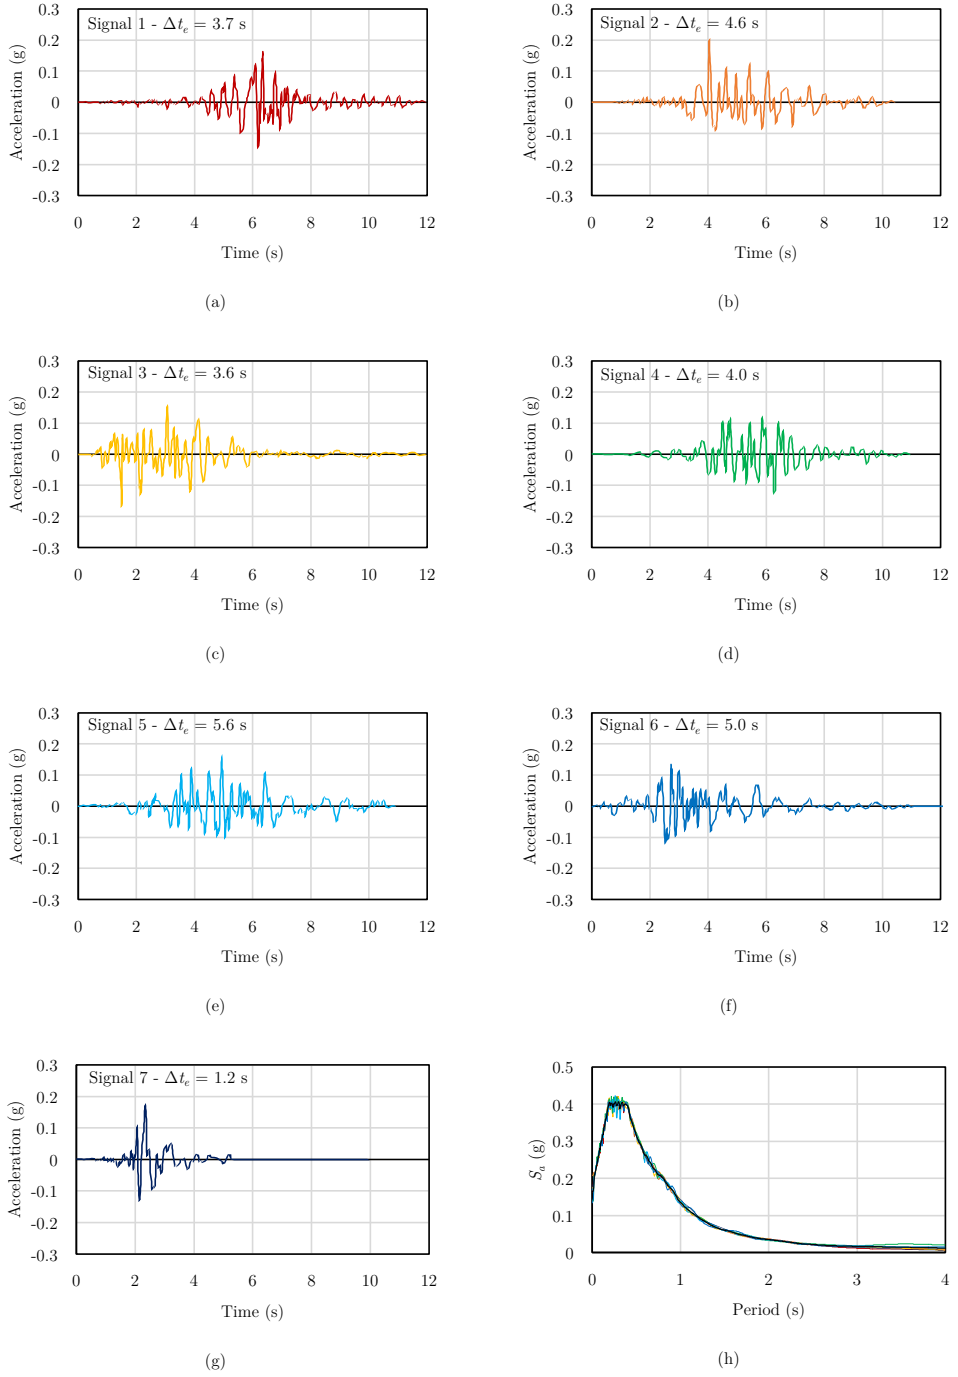 Signal 1 - Δtₑ = 3.7 s
Acceleration (g)
0.3
0.2
0.1
0
-0.1
-0.2
-0.3
0 2 4 6 8 10 12
Time (s)
(a)
Signal 2 - Δtₑ = 4.6 s
Acceleration (g)
0.3
0.2
0.1
0
-0.1
-0.2
-0.3
0 2 4 6 8 10 12
Time (s)
(b)
Signal 3 - Δtₑ = 3.6 s
Acceleration (g)
0.3
0.2
0.1
0
-0.1
-0.2
-0.3
0 2 4 6 8 10 12
Time (s)
(c)
Signal 4 - Δtₑ = 4.0 s
Acceleration (g)
0.3
0.2
0.1
0
-0.1
-0.2
-0.3
0 2 4 6 8 10 12
Time (s)
(d)
Signal 5 - Δtₑ = 5.6 s
Acceleration (g)
0.3
0.2
0.1
0
-0.1
-0.2
-0.3
0 2 4 6 8 10 12
Time (s)
(e)
Signal 6 - Δtₑ = 5.0 s
Acceleration (g)
0.3
0.2
0.1
0
-0.1
-0.2
-0.3
0 2 4 6 8 10 12
Time (s)
(f)
Signal 7 - Δtₑ = 1.2 s
Acceleration (g)
0.3
0.2
0.1
0
-0.1
-0.2
-0.3
0 2 4 6 8 10 12
Time (s)
(g)
Sₐ (g)
0.5
0.4
0.3
0.2
0.1
0
0 1 2 3 4
Period (s)
(h)